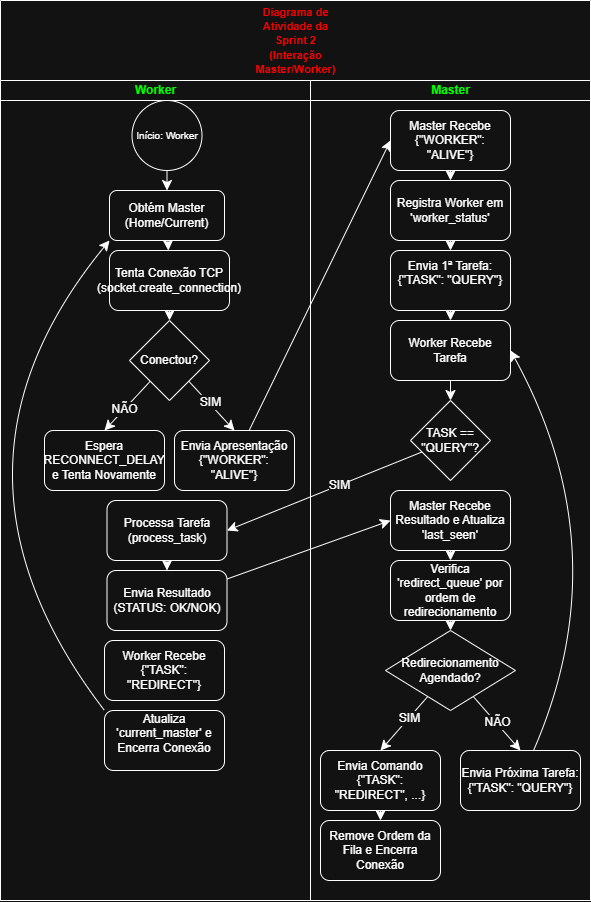 Diagrama de
Atividade da
Sprint 2
(Interação
Master/Worker)
Worker
Master
Início: Worker
Obtém Master
(Home/Current)
Tenta Conexão TCP
(socket.create_connection)
Conectou?
NÃO
SIM
Espera
RECONNECT_DELAY
e Tenta Novamente
Envia Apresentação
{"WORKER":
"ALIVE"}
Master Recebe
{"WORKER":
"ALIVE"}
Registra Worker em
'worker_status'
Envia 1ª Tarefa:
{"TASK": "QUERY"}
Worker Recebe
Tarefa
TASK ==
"QUERY"?
SIM
Processa Tarefa
(process_task)
Envia Resultado
(STATUS: OK/NOK)
Worker Recebe
{"TASK":
"REDIRECT"}
Atualiza
'current_master' e
Encerra Conexão
Master Recebe
Resultado e Atualiza
'last_seen'
Verifica
'redirect_queue' por
ordem de
redirecionamento
Redirecionamento
Agendado?
SIM
NÃO
Envia Comando
{"TASK":
"REDIRECT", ...}
Envia Próxima Tarefa:
{"TASK": "QUERY"}
Remove Ordem da
Fila e Encerra
Conexão